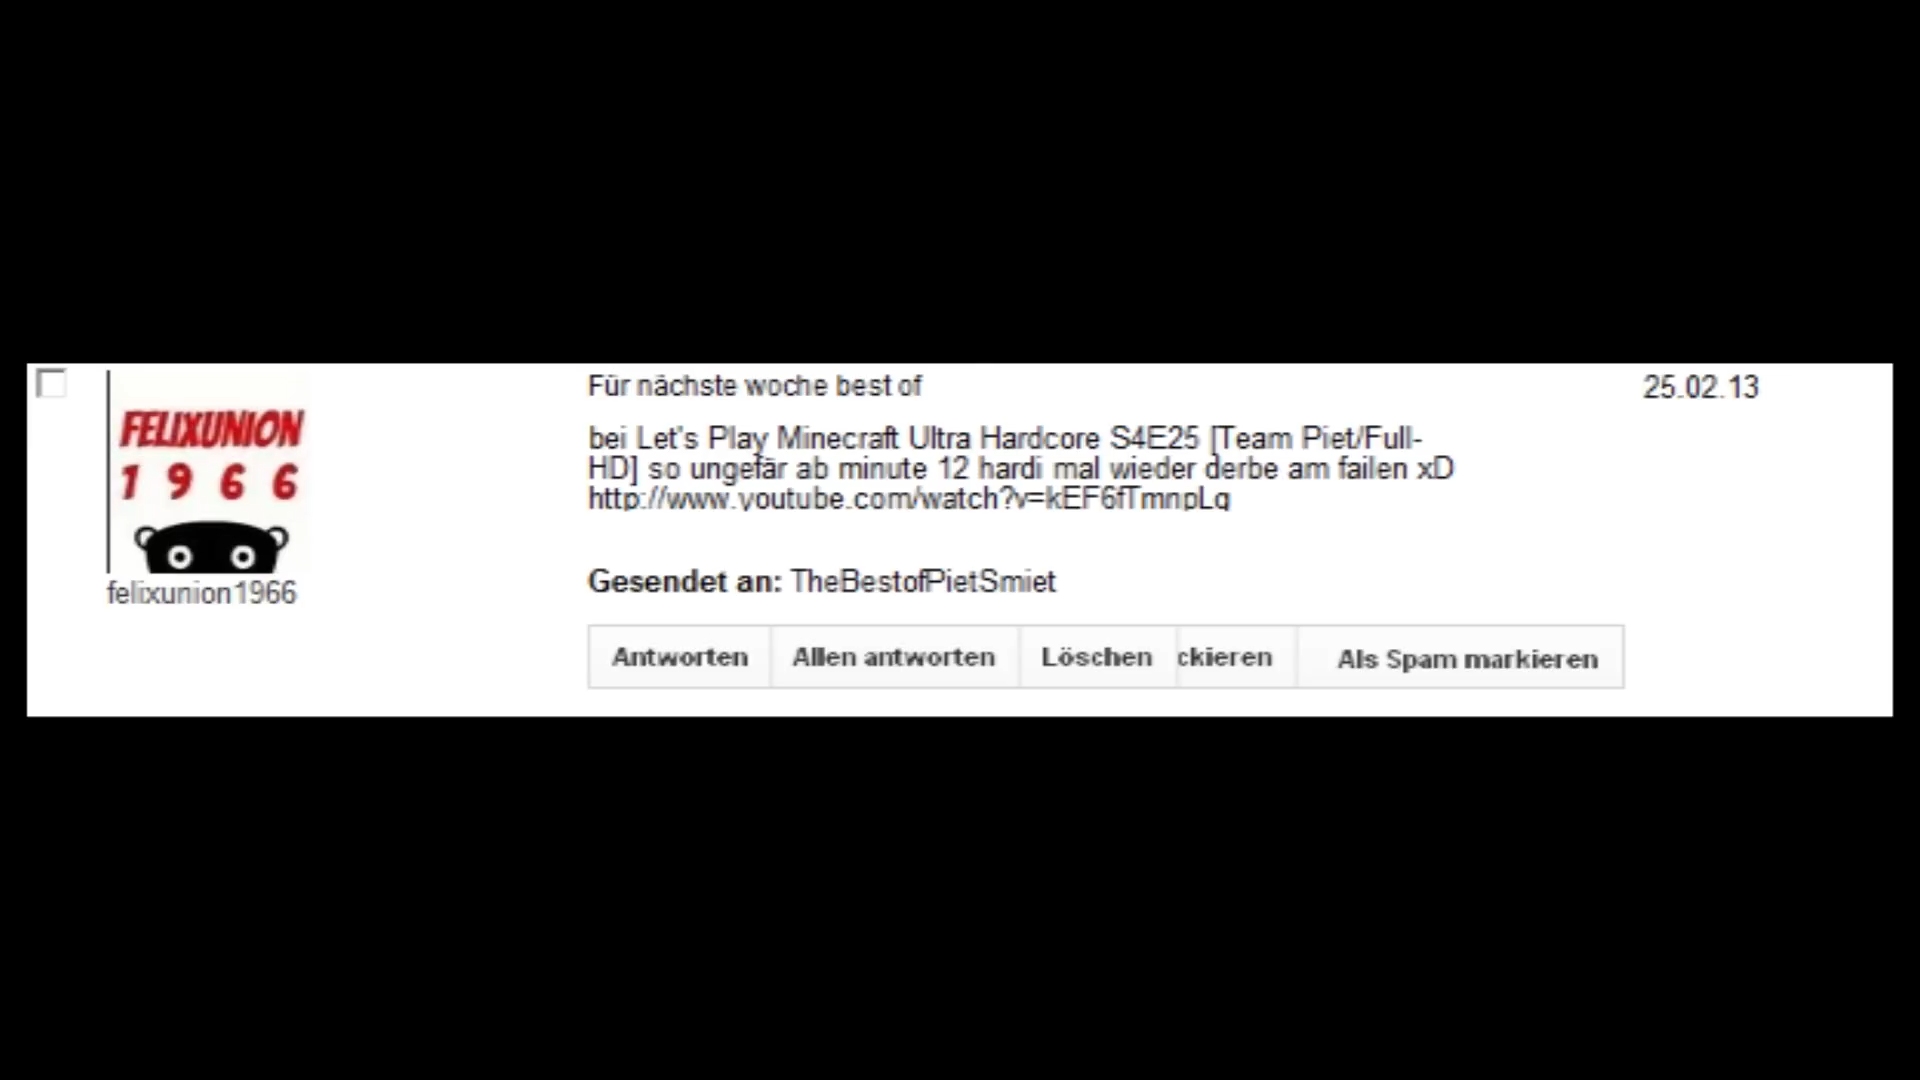 Für nächste woche best of
25.02.13
FELIXUNION
1 9 6 6
bei Let's Play Minecraft Ultra Hardcore S4E25 [Team Piet/Full-
HD] so ungefär ab minute 12 hardi mal wieder derbe am failen xD
http://www.youtube.com/watch?v=kEF6fTmnpLg
felixunion1966
Gesendet an: TheBestofPietSmiet
Antworten
Allen antworten
Löschen
ckieren
Als Spam markieren